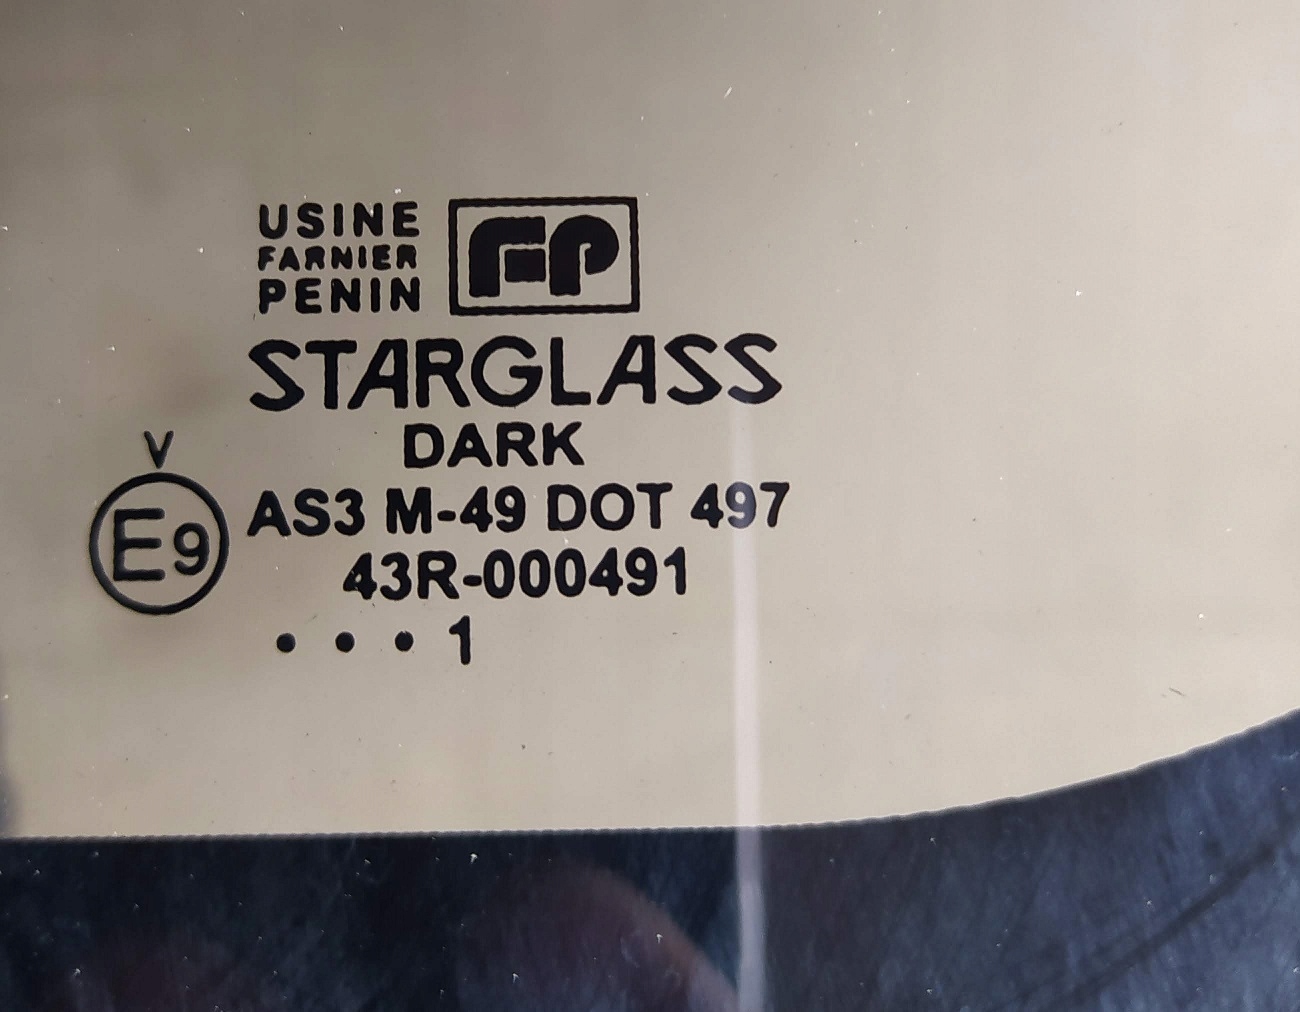 USINE
FARNIER
PENIN
FP
STARGLASS
DARK
V
E9
AS3 M-49 DOT 497
43R-000491
• • • 1